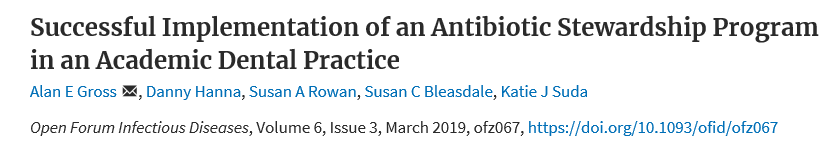 Successful Implementation of an Antibiotic Stewardship Program
in an Academic Dental Practice
Alan E Gross, Danny Hanna, Susan A Rowan, Susan C Bleasdale, Katie J Suda
Open Forum Infectious Diseases, Volume 6, Issue 3, March 2019, ofz067, https://doi.org/10.1093/ofid/ofz067